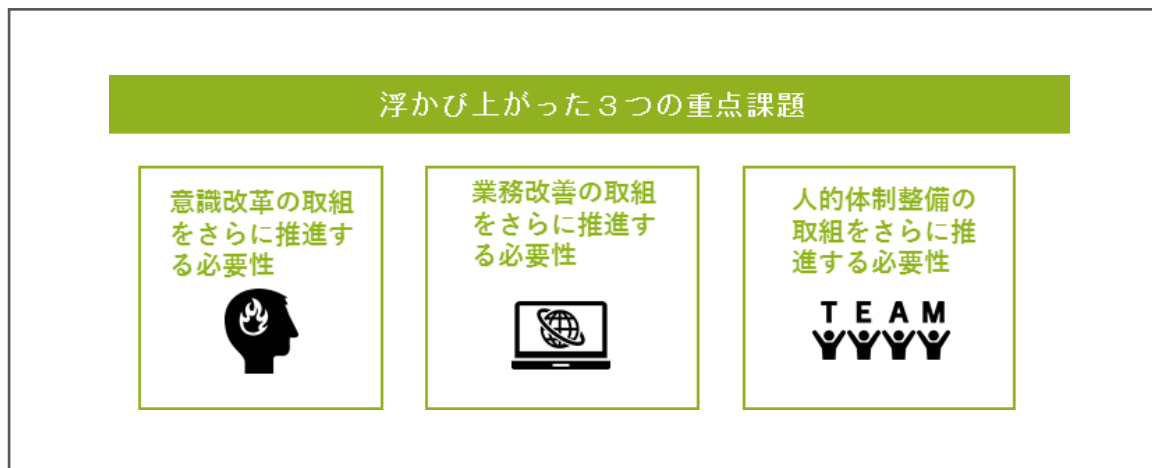 浮かび上がった３つの重点課題
意識改革の取組
をさらに推進す
る必要性
業務改善の取組
をさらに推進す
る必要性
人的体制整備の
取組をさらに推
進する必要性
TEAM